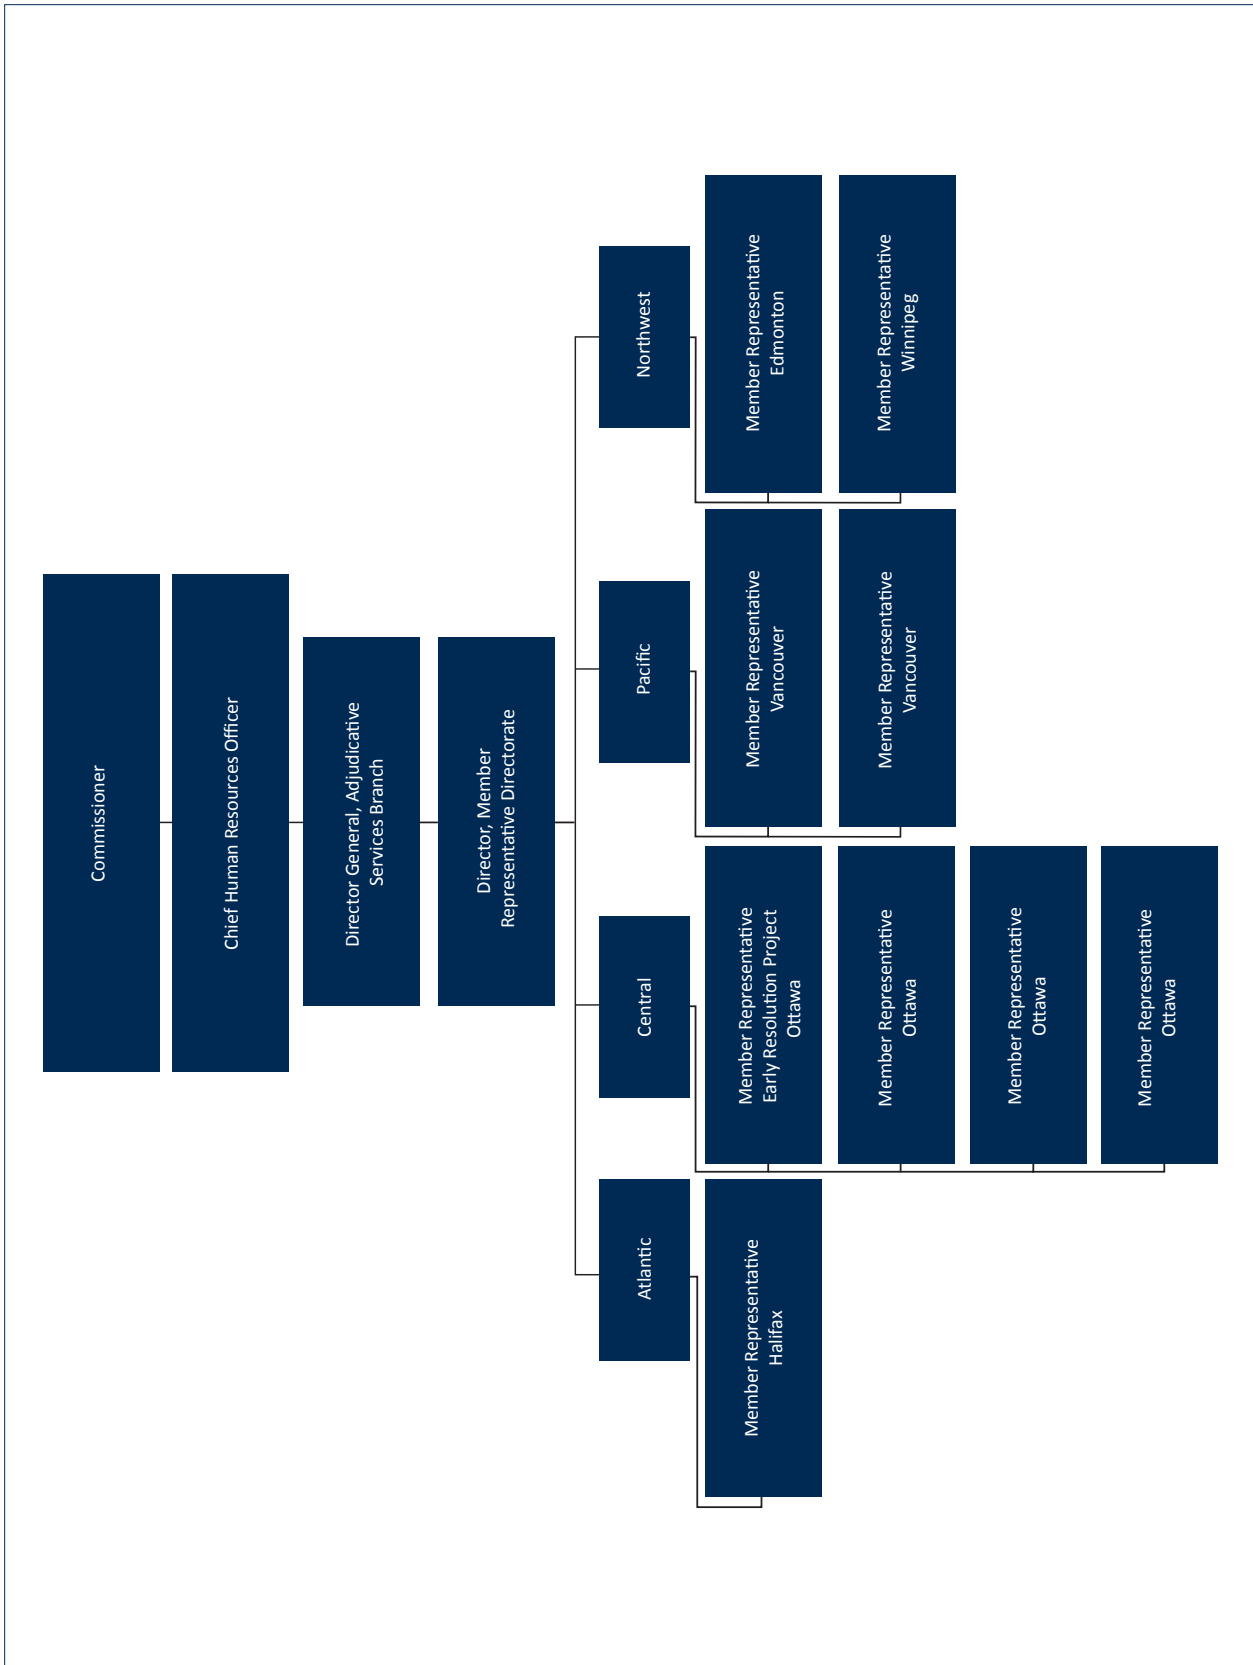 Commissioner
Chief Human Resources Officer
Director General, Adjudicative
Services Branch
Director, Member
Representative Directorate
Atlantic
Central
Pacific
Northwest
Member Representative
Halifax
Member Representative
Early Resolution Project
Ottawa
Member Representative
Ottawa
Member Representative
Ottawa
Member Representative
Ottawa
Member Representative
Vancouver
Member Representative
Vancouver
Member Representative
Edmonton
Member Representative
Winnipeg